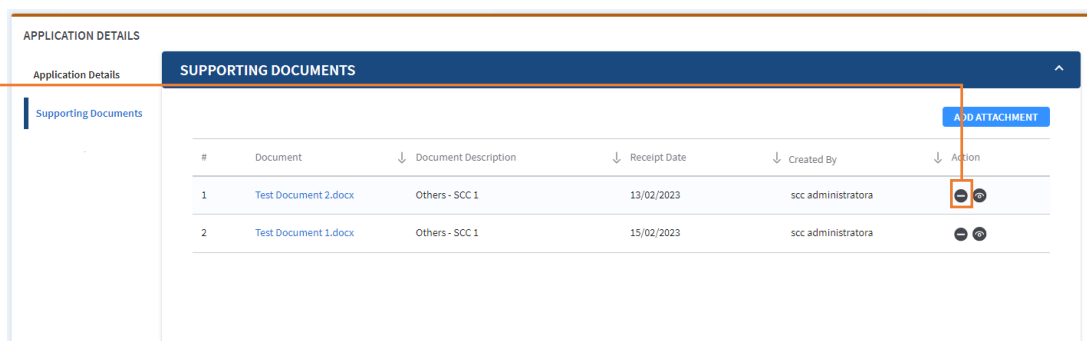 APPLICATION DETAILS
Application Details
SUPPORTING DOCUMENTS
Supporting Documents
ADD ATTACHMENT
# Document Document Description Receipt Date Created By Action
1 Test Document 2.docx Others - SCC 1 13/02/2023 scc administratora
2 Test Document 1.docx Others - SCC 1 15/02/2023 scc administratora